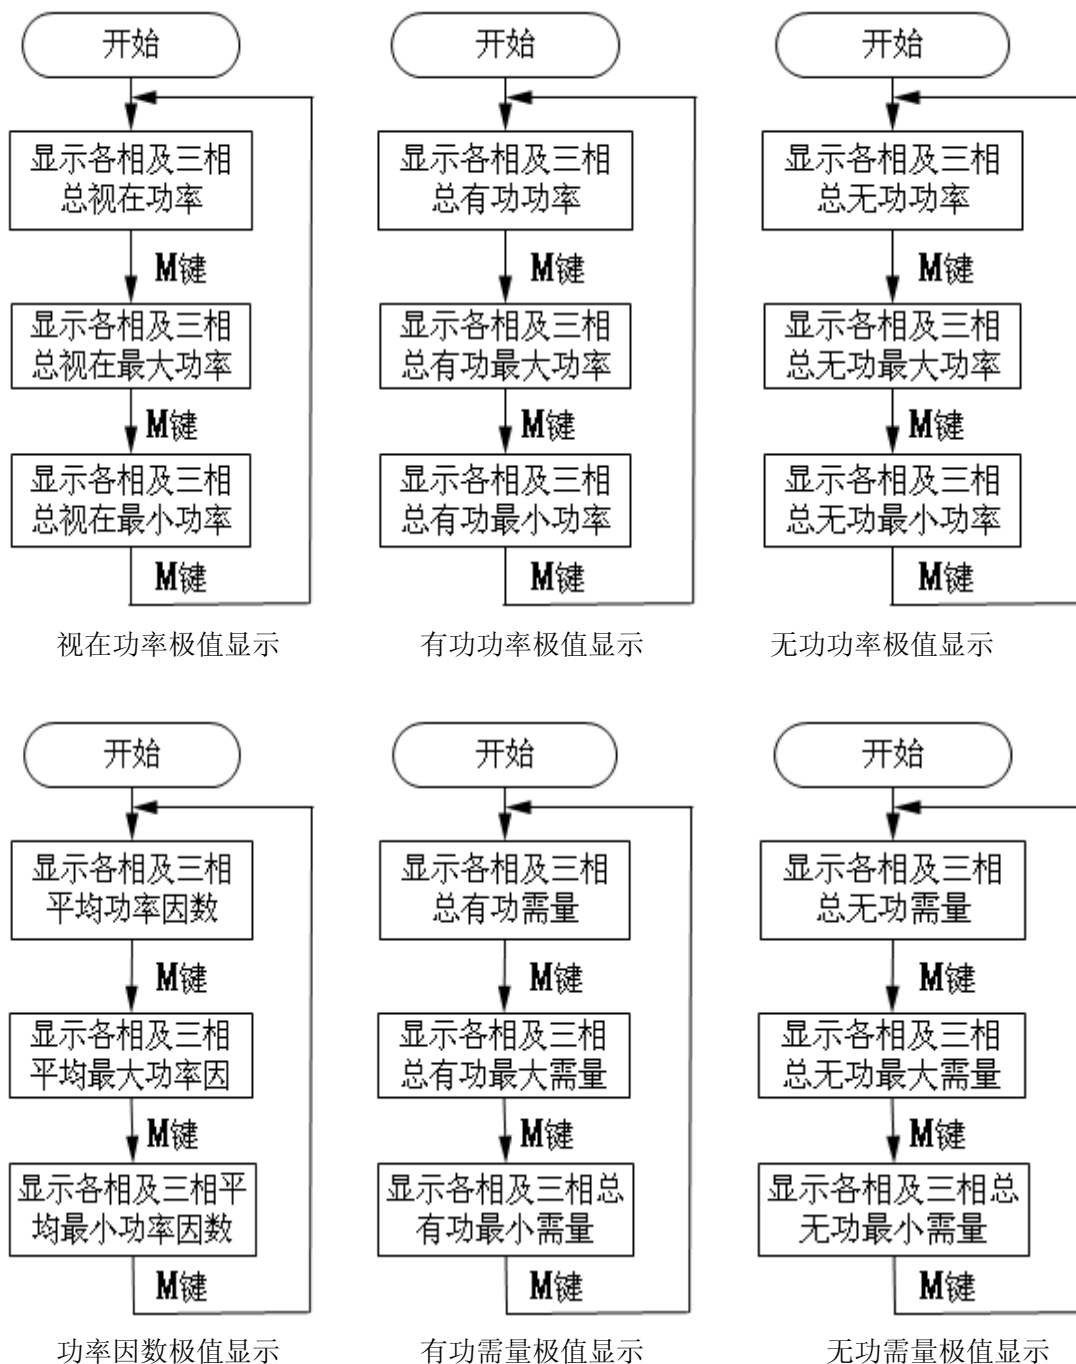 开始
显示各相及三相
总视在功率
M键
显示各相及三相
总视在最大功率
M键
显示各相及三相
总视在最小功率
M键
视在功率极值显示
开始
显示各相及三相
总有功功率
M键
显示各相及三相
总有功最大功率
M键
显示各相及三相
总有功最小功率
M键
有功功率极值显示
开始
显示各相及三相
总无功功率
M键
显示各相及三相
总无功最大功率
M键
显示各相及三相
总无功最小功率
M键
无功功率极值显示
开始
显示各相及三相
平均功率因数
M键
显示各相及三相
平均最大功率因
M键
显示各相及三相平
均最小功率因数
M键
功率因数极值显示
开始
显示各相及三相
总有功需量
M键
显示各相及三相
总有功最大需量
M键
显示各相及三相总
有功最小需量
M键
有功需量极值显示
开始
显示各相及三相
总无功需量
M键
显示各相及三相
总无功最大需量
M键
显示各相及三相总
无功最小需量
M键
无功需量极值显示